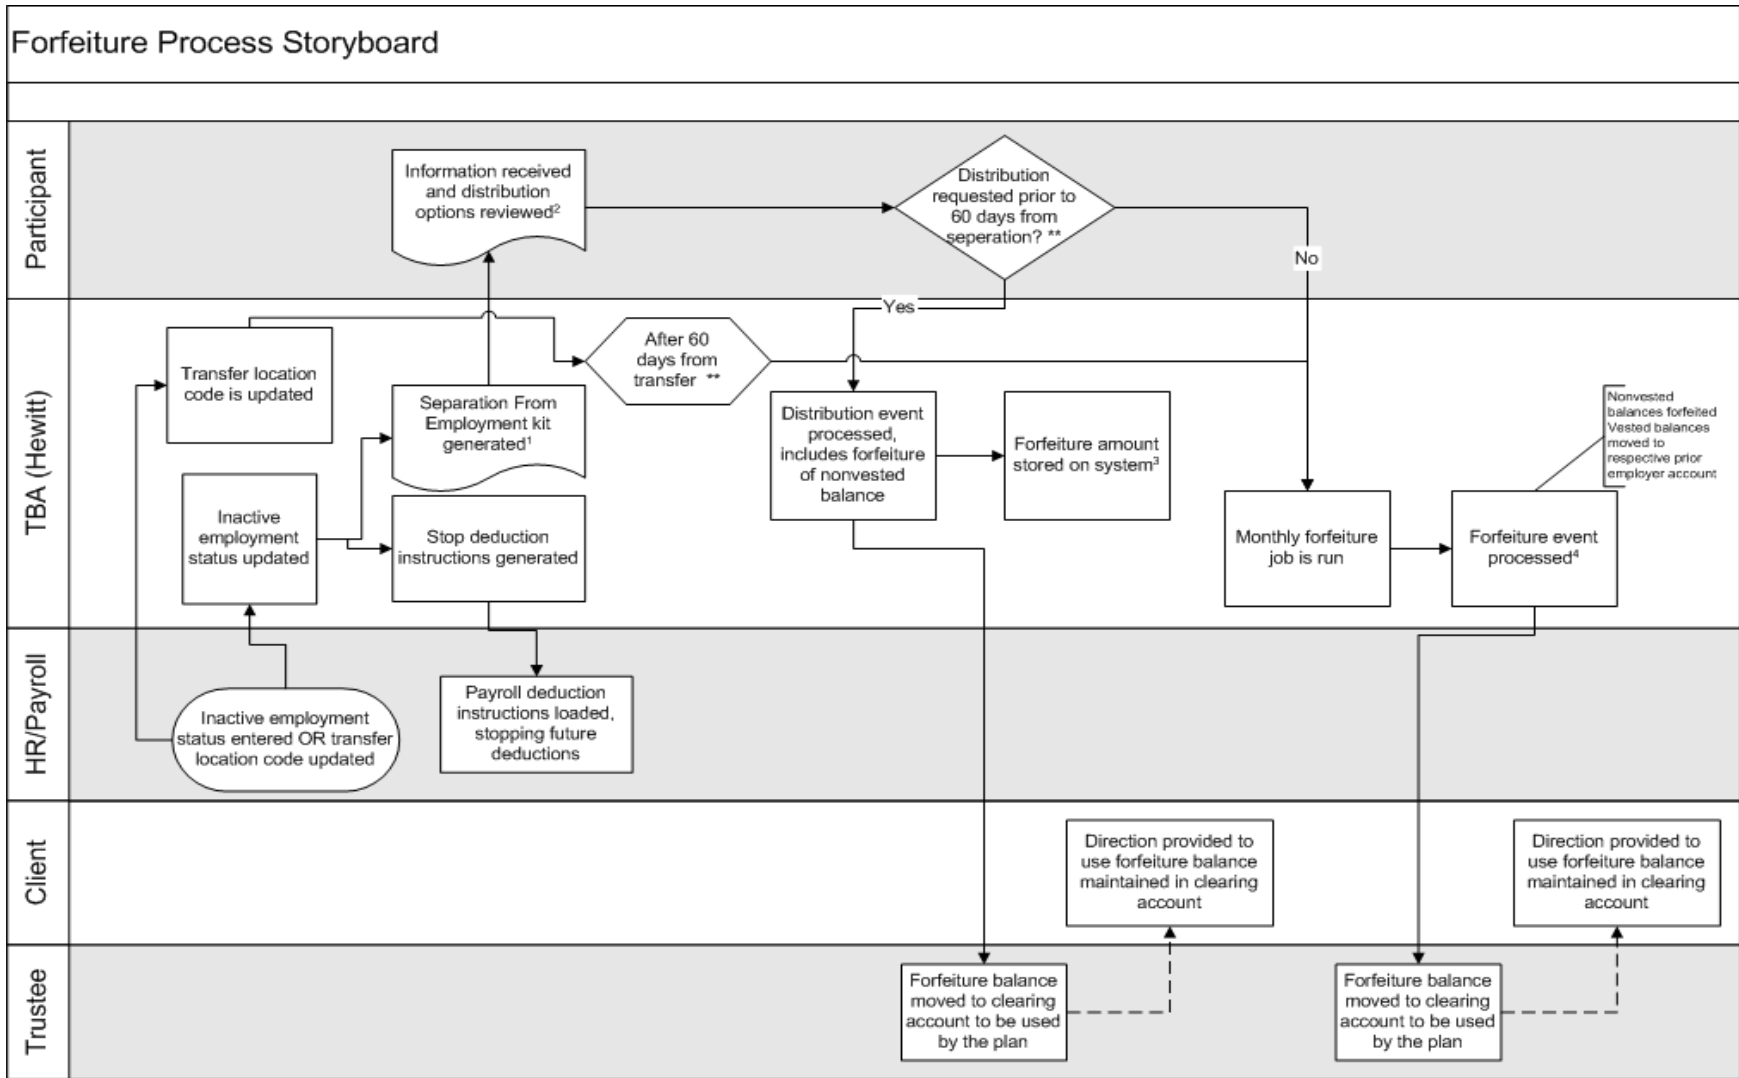 Forfeiture Process Storyboard
Participant
Information received
and distribution
options reviewed²
Distribution
requested prior to
60 days from
seperation? **
No
Yes
TBA (Hewitt)
Transfer location
code is updated
After 60
days from
transfer **
Separation From
Employment kit
generated¹
Inactive
employment
status updated
Stop deduction
instructions generated
Distribution event
processed,
includes forfeiture
of nonvested
balance
Forfeiture amount
stored on system³
Monthly forfeiture
job is run
Forfeiture event
processed⁴
Nonvested
balances forfeited
Vested balances
moved to
respective prior
employer account
HR/Payroll
Inactive employment
status entered OR transfer
location code updated
Payroll deduction
instructions loaded,
stopping future
deductions
Client
Direction provided to
use forfeiture balance
maintained in clearing
account
Direction provided to
use forfeiture balance
maintained in clearing
account
Trustee
Forfeiture balance
moved to clearing
account to be used
by the plan
Forfeiture balance
moved to clearing
account to be used
by the plan